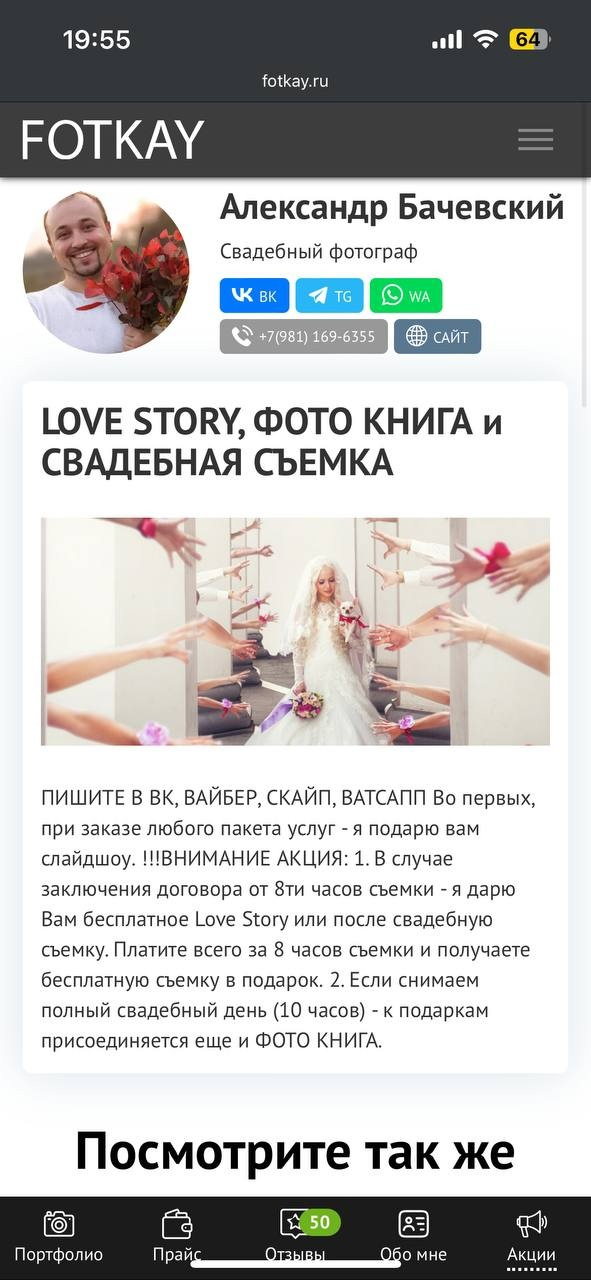 19:55
64
fotkay.ru
FOTKAY
Александр Бачевский
Свадебный фотограф
ВК
TG
WA
+7(981) 169-6355
САЙТ
LOVE STORY, ФОТО КНИГА и
СВАДЕБНАЯ СЪЕМКА
ПИШИТЕ В ВК, ВАЙБЕР, СКАЙП, ВАТСАПП Во первых,
при заказе любого пакета услуг - я подарю вам
слайдшоу. !!!ВНИМАНИЕ АКЦИЯ: 1. В случае
заключения договора от 8ти часов съемки - я дарю
Вам бесплатное Love Story или после свадебную
съемку. Платите всего за 8 часов съемки и получаете
бесплатную съемку в подарок. 2. Если снимаем
полный свадебный день (10 часов) - к подаркам
присоединяется еще и ФОТО КНИГА.
Посмотрите так же
50
Портфолио
Прайс
Отзывы
Обо мне
Акции